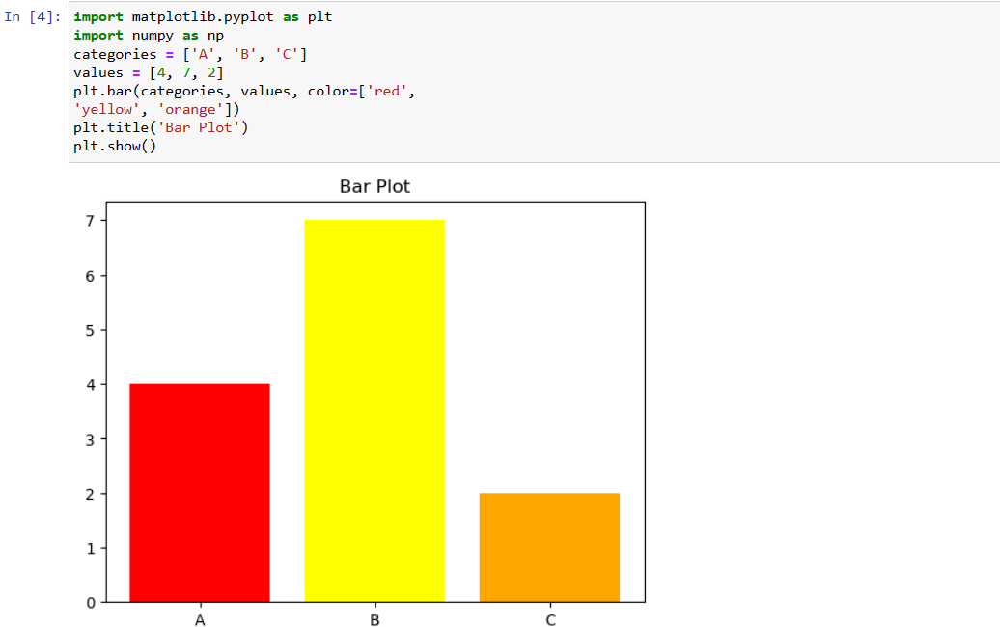 In [4]:
import matplotlib.pyplot as plt
import numpy as np
categories = ['A', 'B', 'C']
values = [4, 7, 2]
plt.bar(categories, values, color=['red',
'yellow', 'orange'])
plt.title('Bar Plot')
plt.show()
Bar Plot
7
6
5
4
3
2
1
0
A B C